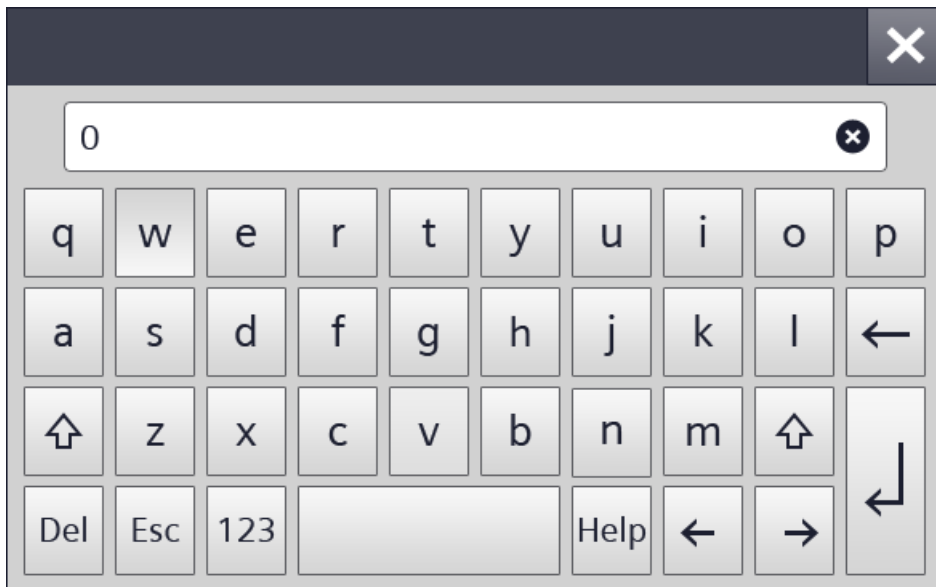 0
q w e r t y u i o p
a s d f g h j k l ←
z x c v b n m
Del Esc 123 Help ← →